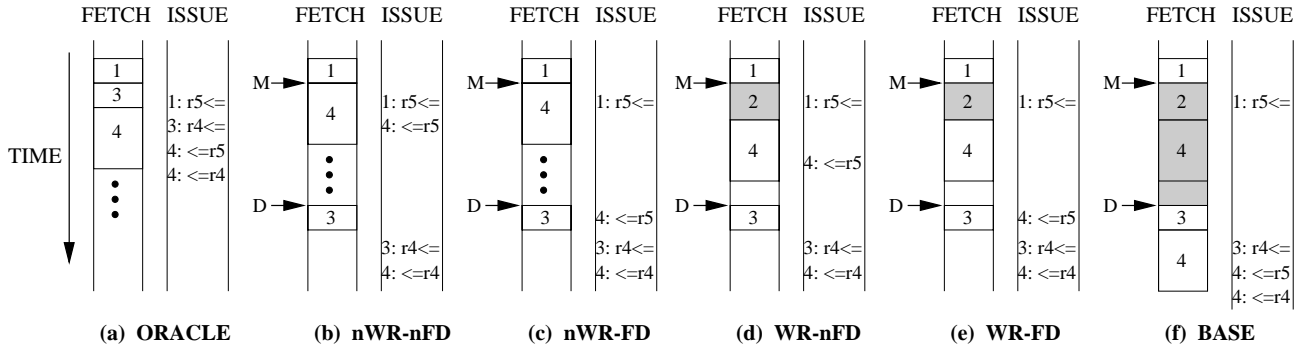 FETCH ISSUE FETCH ISSUE FETCH ISSUE FETCH ISSUE FETCH ISSUE FETCH ISSUE
TIME
1
3
4
1: r5<=
3: r4<=
4: <=r5
4: <=r4
(a) ORACLE
M
D
1
4
3
1: r5<=
4: <=r5
3: r4<=
4: <=r4
(b) nWR-nFD
M
D
1
4
3
1: r5<=
4: <=r5
3: r4<=
4: <=r4
(c) nWR-FD
M
D
1
2
4
3
1: r5<=
4: <=r5
3: r4<=
4: <=r4
(d) WR-nFD
M
D
1
2
4
3
1: r5<=
4: <=r5
3: r4<=
4: <=r4
(e) WR-FD
M
D
1
2
4
3
4
1: r5<=
3: r4<=
4: <=r5
4: <=r4
(f) BASE